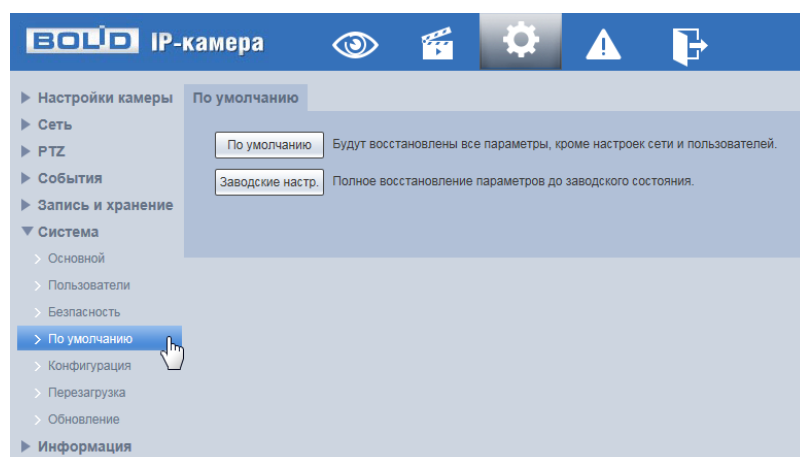 BOLID IP-камера
Настройки камеры
Сеть
PTZ
События
Запись и хранение
Система
Основной
Пользователи
Безпасность
По умолчанию
Конфигурация
Перезагрузка
Обновление
Информация
По умолчанию
По умолчанию Будут восстановлены все параметры, кроме настроек сети и пользователей.
Заводские настр. Полное восстановление параметров до заводского состояния.